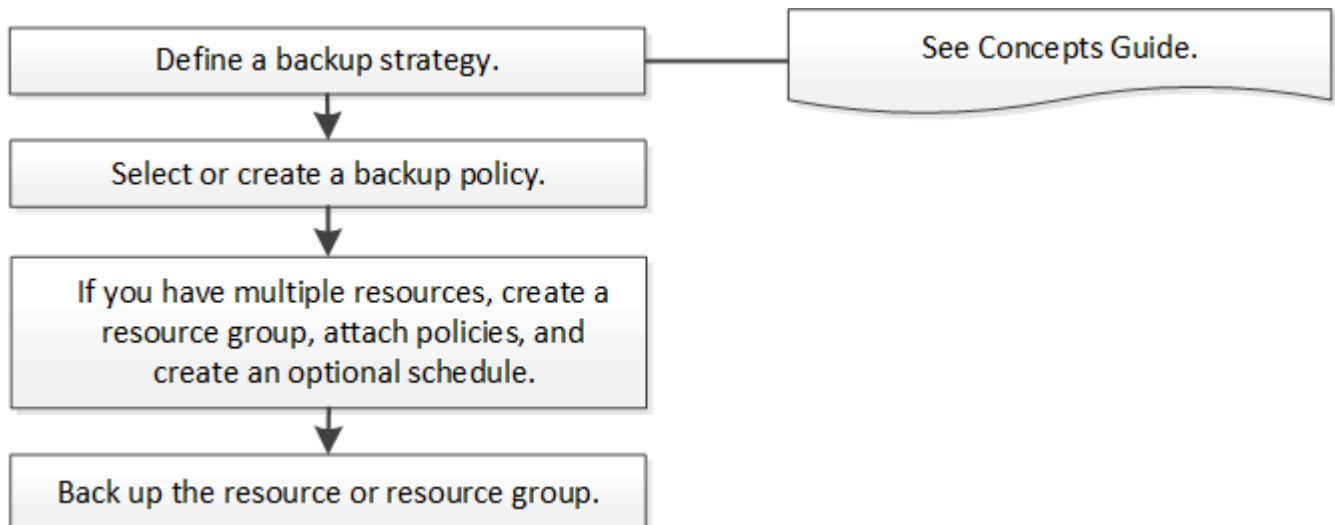 Define a backup strategy.
See Concepts Guide.
Select or create a backup policy.
If you have multiple resources, create a
resource group, attach policies, and
create an optional schedule.
Back up the resource or resource group.